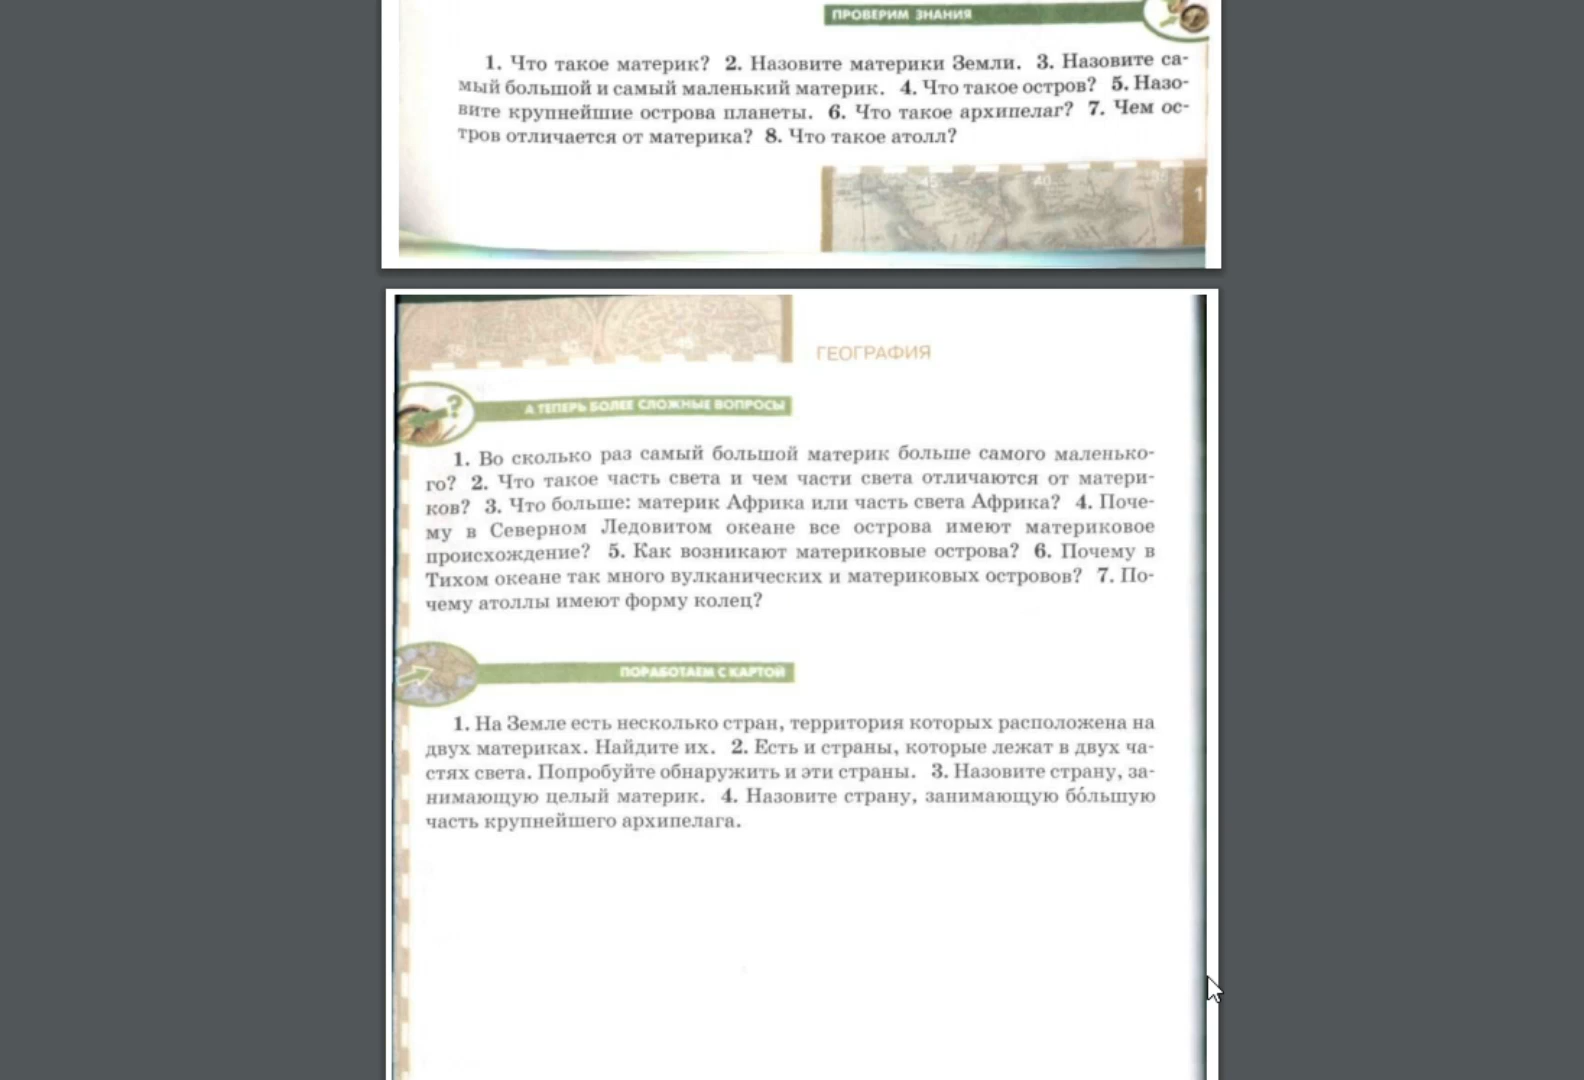 ПРОВЕРИМ ЗНАНИЯ
1. Что такое материк? 2. Назовите материки Земли. 3. Назовите са-
мый большой и самый маленький материк. 4. Что такое остров? 5. Назо-
вите крупнейшие острова планеты. 6. Что такое архипелаг? 7. Чем ос-
тров отличается от материка? 8. Что такое атолл?
1
ГЕОГРАФИЯ
А ТЕПЕРЬ БОЛЕЕ СЛОЖНЫЕ ВОПРОСЫ
1. Во сколько раз самый большой материк больше самого маленько-
го? 2. Что такое часть света и чем части света отличаются от матери-
ков? 3. Что больше: материк Африка или часть света Африка? 4. Поче-
му в Северном Ледовитом океане все острова имеют материковое
происхождение? 5. Как возникают материковые острова? 6. Почему в
Тихом океане так много вулканических и материковых островов? 7. По-
чему атоллы имеют форму колец?
ПОРАБОТАЕМ С КАРТОЙ
1. На Земле есть несколько стран, территория которых расположена на
двух материках. Найдите их. 2. Есть и страны, которые лежат в двух ча-
стях света. Попробуйте обнаружить и эти страны. 3. Назовите страну, за-
нимающую целый материк. 4. Назовите страну, занимающую бо́льшую
часть крупнейшего архипелага.